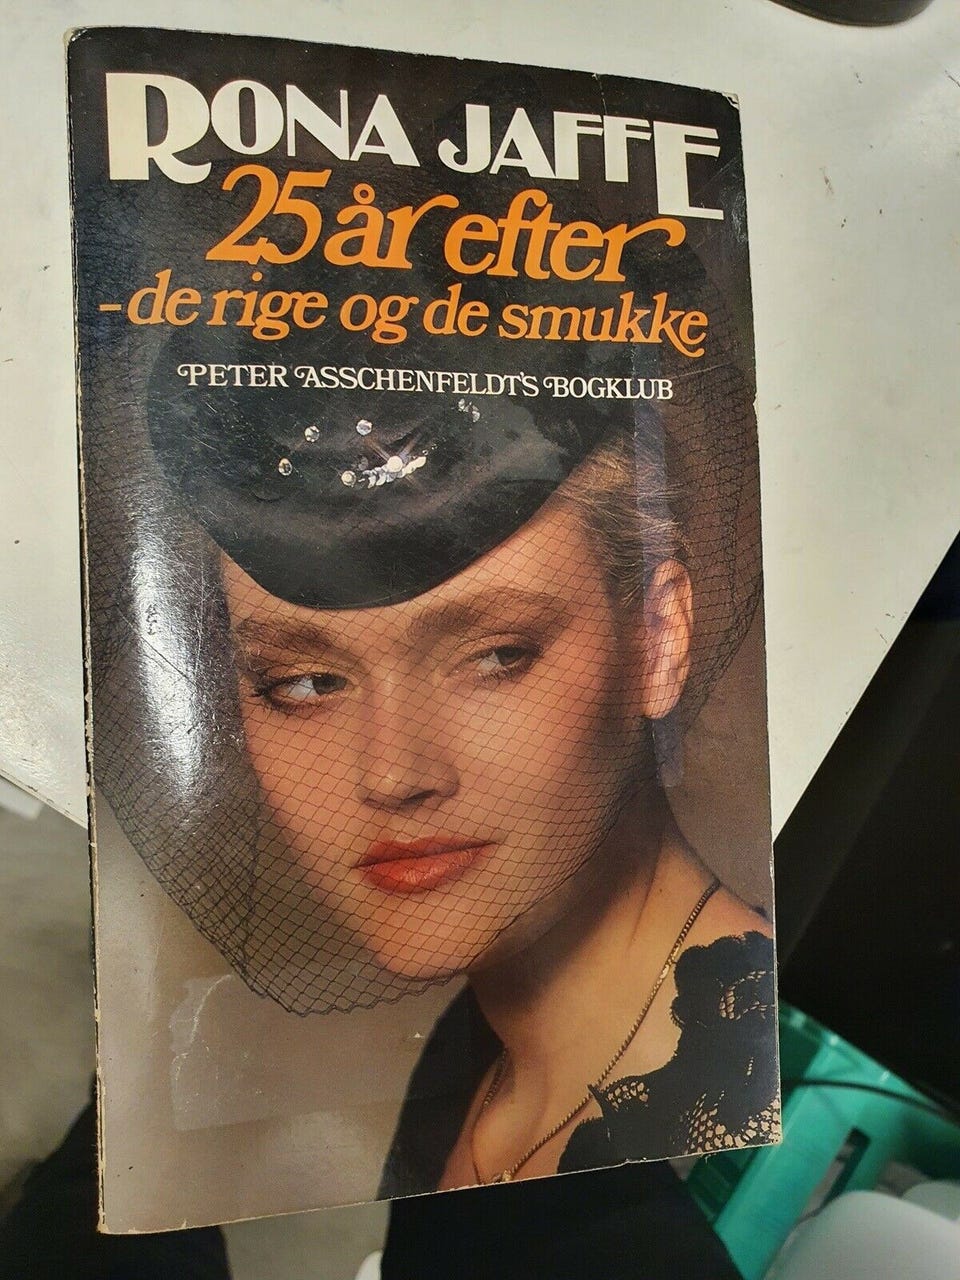 RONA JAFFE
25 år efter
- de rige og de smukke
PETER ASSCHENFELDT'S BOGKLUB